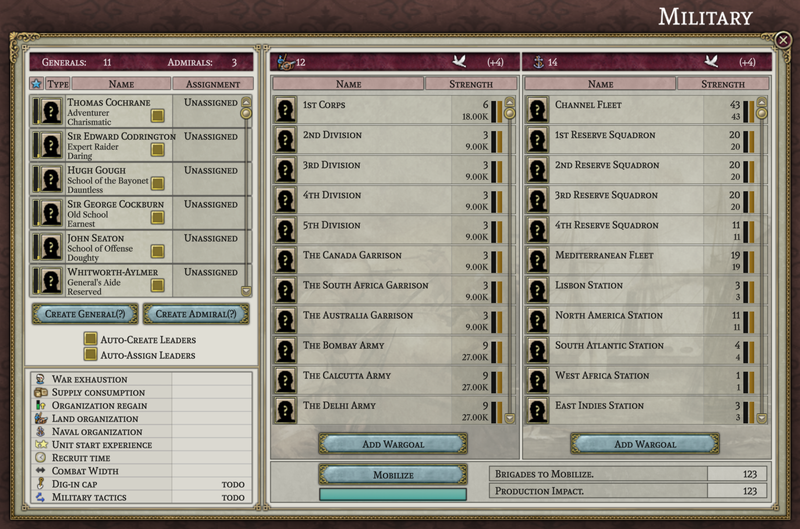 Military
Generals: 11 Admirals: 3
Type Name Assignment
Thomas Cochrane Unassigned
Adventurer
Charismatic
Sir Edward Codrington Unassigned
Expert Raider
Daring
Hugh Gough Unassigned
School of the Bayonet
Dauntless
Sir George Cockburn Unassigned
Old School
Earnest
John Seaton Unassigned
School of Offense
Doughty
Whitworth-Aylmer Unassigned
General's Aide
Reserved
Create General(?) Create Admiral(?)
Auto-Create Leaders
Auto-Assign Leaders
War exhaustion
Supply consumption
Organization regain
Land organization
Naval organization
Unit start experience
Recruit time
Combat Width
Dig-in cap TODO
Military tactics TODO
12 (+4)
Name Strength
1st Corps 6
18.00K
2nd Division 3
9.00K
3rd Division 3
9.00K
4th Division 3
9.00K
5th Division 3
9.00K
The Canada Garrison 3
9.00K
The South Africa Garrison 3
9.00K
The Australia Garrison 3
9.00K
The Bombay Army 9
27.00K
The Calcutta Army 9
27.00K
The Delhi Army 9
27.00K
Add Wargoal
14 (+4)
Name Strength
Channel Fleet 43
43
1st Reserve Squadron 20
20
2nd Reserve Squadron 20
20
3rd Reserve Squadron 20
20
4th Reserve Squadron 11
11
Mediterranean Fleet 19
19
Lisbon Station 3
3
North America Station 11
11
South Atlantic Station 4
4
West Africa Station 1
1
East Indies Station 3
3
Add Wargoal
Mobilize
Brigades to Mobilize. 123
Production Impact. 123